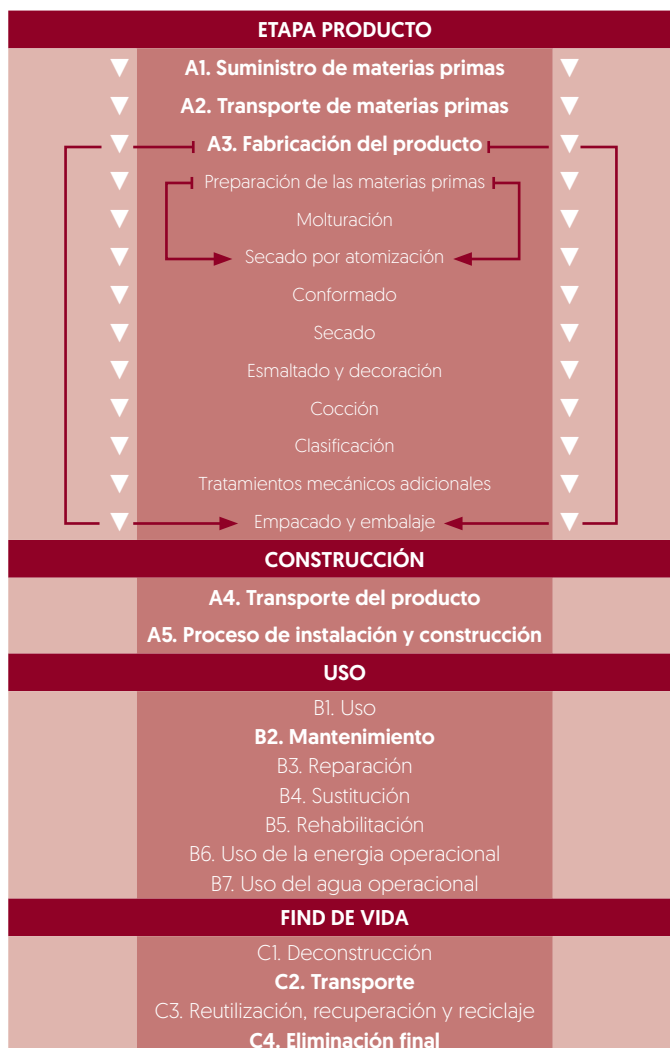 ETAPA PRODUCTO
A1. Suministro de materias primas
A2. Transporte de materias primas
A3. Fabricación del producto
Preparación de las materias primas
Molturación
Secado por atomización
Conformado
Secado
Esmaltado y decoración
Cocción
Clasificación
Tratamientos mecánicos adicionales
Empacado y embalaje
CONSTRUCCIÓN
A4. Transporte del producto
A5. Proceso de instalación y construcción
USO
B1. Uso
B2. Mantenimiento
B3. Reparación
B4. Sustitución
B5. Rehabilitación
B6. Uso de la energia operacional
B7. Uso del agua operacional
FIND DE VIDA
C1. Deconstrucción
C2. Transporte
C3. Reutilización, recuperación y reciclaje
C4. Eliminación final